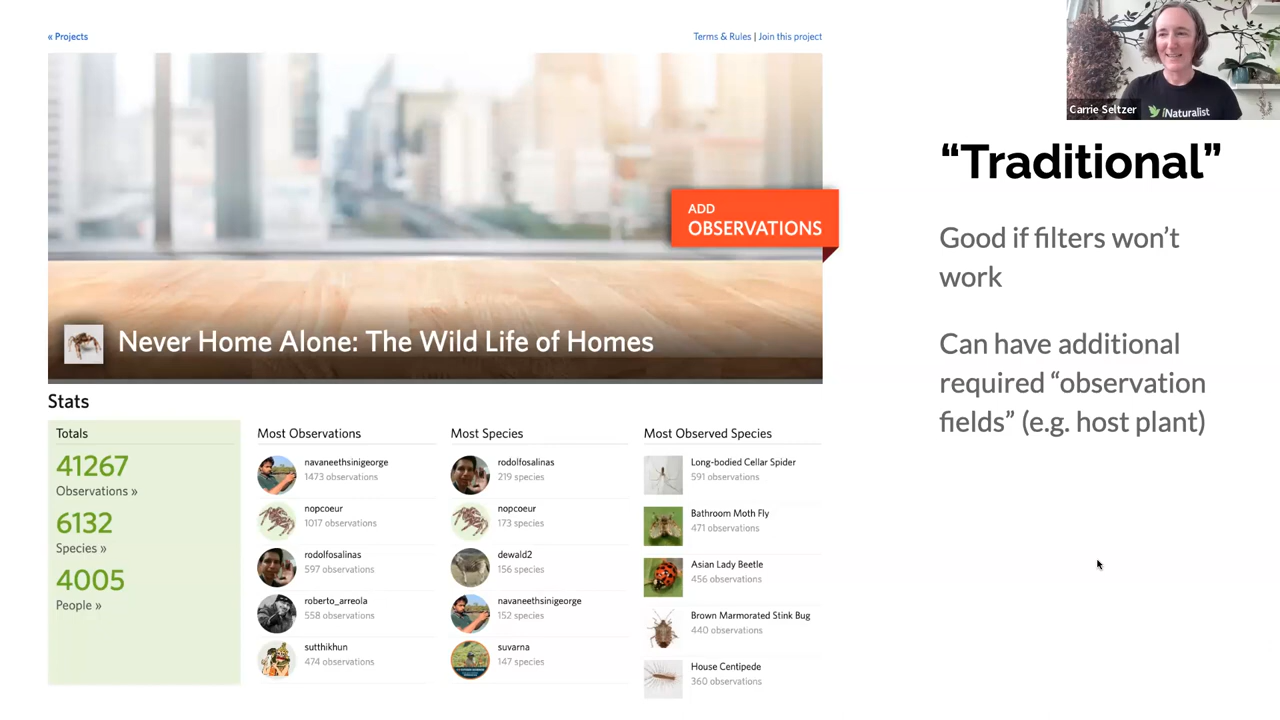 « Projects
Terms & Rules | Join this project
ADD
OBSERVATIONS
Never Home Alone: The Wild Life of Homes
Stats
Totals
41267
Observations »
6132
Species »
4005
People »
Most Observations
navaneethsinigeorge
1473 observations
nopcoeur
1017 observations
rodolfosalinas
597 observations
roberto_arreola
558 observations
sutthikhun
474 observations
Most Species
rodolfosalinas
219 species
nopcoeur
173 species
dewald2
156 species
navaneethsinigeorge
152 species
suvarna
147 species
Most Observed Species
Long-bodied Cellar Spider
591 observations
Bathroom Moth Fly
471 observations
Asian Lady Beetle
456 observations
Brown Marmorated Stink Bug
440 observations
House Centipede
360 observations
Carrie Seltzer
iNaturalist
“Traditional”
Good if filters won’t
work
Can have additional
required “observation
fields” (e.g. host plant)